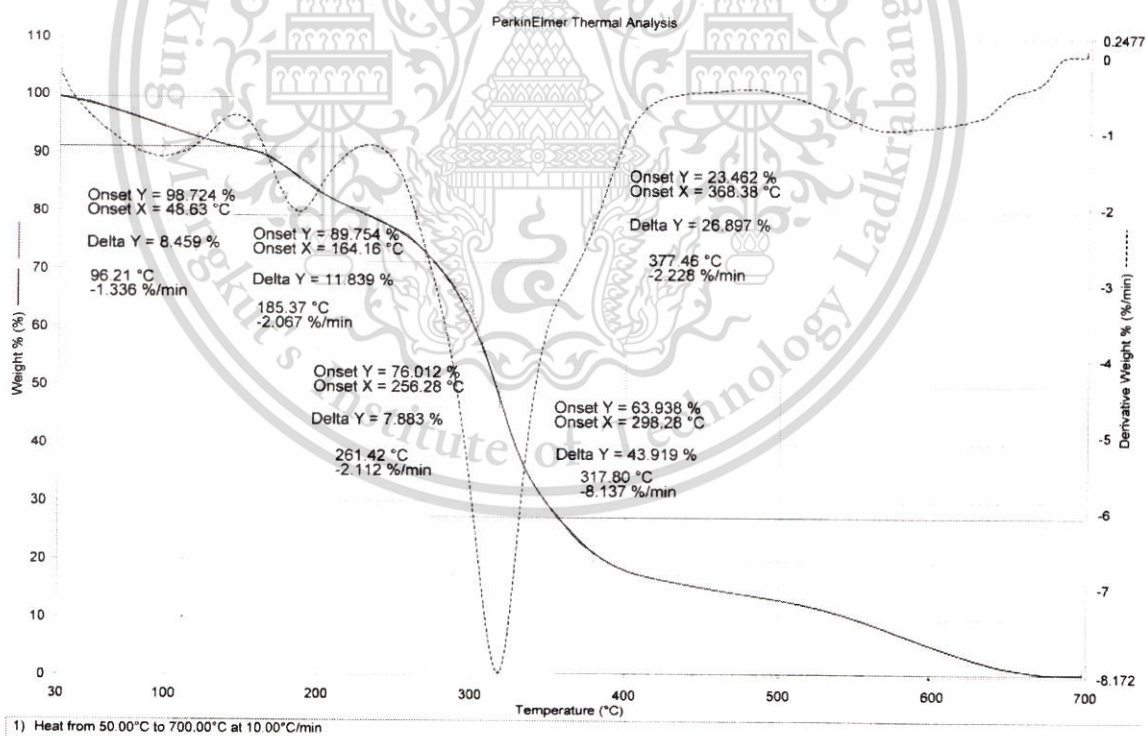 PerkinElmer Thermal Analysis
King Mongkut's Institute of Technology Ladkrabang
110
100
90
80
70
60
50
40
30
20
10
0
Weight % (%)
Onset Y = 98.724 %
Onset X = 48.63 °C
Delta Y = 8.459 %
96.21 °C
-1.336 %/min
Onset Y = 89.754 %
Onset X = 164.16 °C
Delta Y = 11.839 %
185.37 °C
-2.067 %/min
Onset Y = 76.012 %
Onset X = 256.28 °C
Delta Y = 7.883 %
261.42 °C
-2.112 %/min
Onset Y = 63.938 %
Onset X = 298.28 °C
Delta Y = 43.919 %
317.80 °C
-8.137 %/min
Onset Y = 23.462 %
Onset X = 368.38 °C
Delta Y = 26.897 %
377.46 °C
-2.228 %/min
0.2477
0
-1
-2
-3
-4
-5
-6
-7
-8.172
Derivative Weight % (%/min)
30
100
200
300
400
500
600
700
Temperature (°C)
1) Heat from 50.00°C to 700.00°C at 10.00°C/min